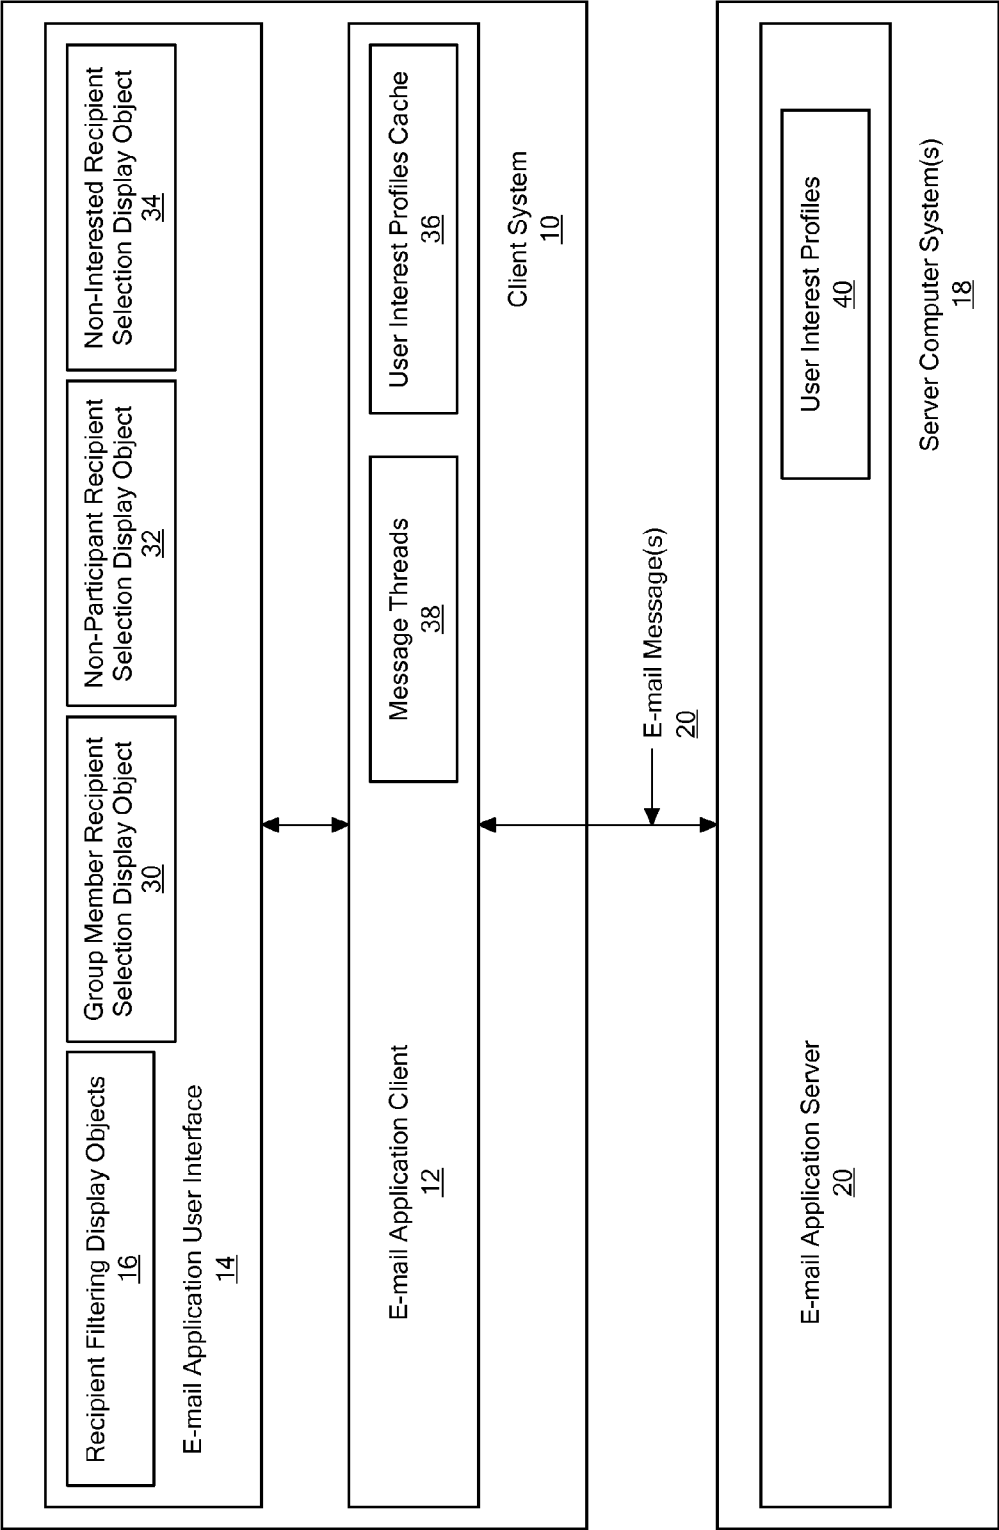 Recipient Filtering Display Objects
16
Group Member Recipient
Selection Display Object
30
Non-Participant Recipient
Selection Display Object
32
Non-Interested Recipient
Selection Display Object
34
E-mail Application User Interface
14
E-mail Application Client
12
Message Threads
38
User Interest Profiles Cache
36
Client System
10
E-mail Message(s)
20
E-mail Application Server
20
User Interest Profiles
40
Server Computer System(s)
18